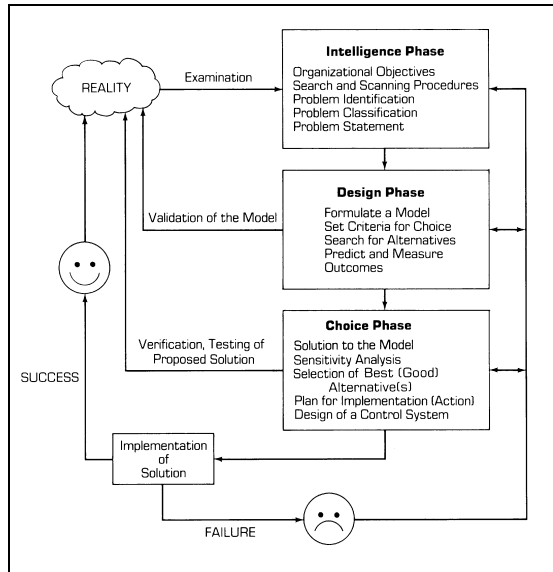 Intelligence Phase
Organizational Objectives
Search and Scanning Procedures
Problem Identification
Problem Classification
Problem Statement
REALITY
Examination
Design Phase
Formulate a Model
Set Criteria for Choice
Search for Alternatives
Predict and Measure
Outcomes
Validation of the Model
Choice Phase
Solution to the Model
Sensitivity Analysis
Selection of Best (Good)
Alternative(s)
Plan for Implementation (Action)
Design of a Control System
Verification, Testing of
Proposed Solution
SUCCESS
Implementation
of
Solution
FAILURE